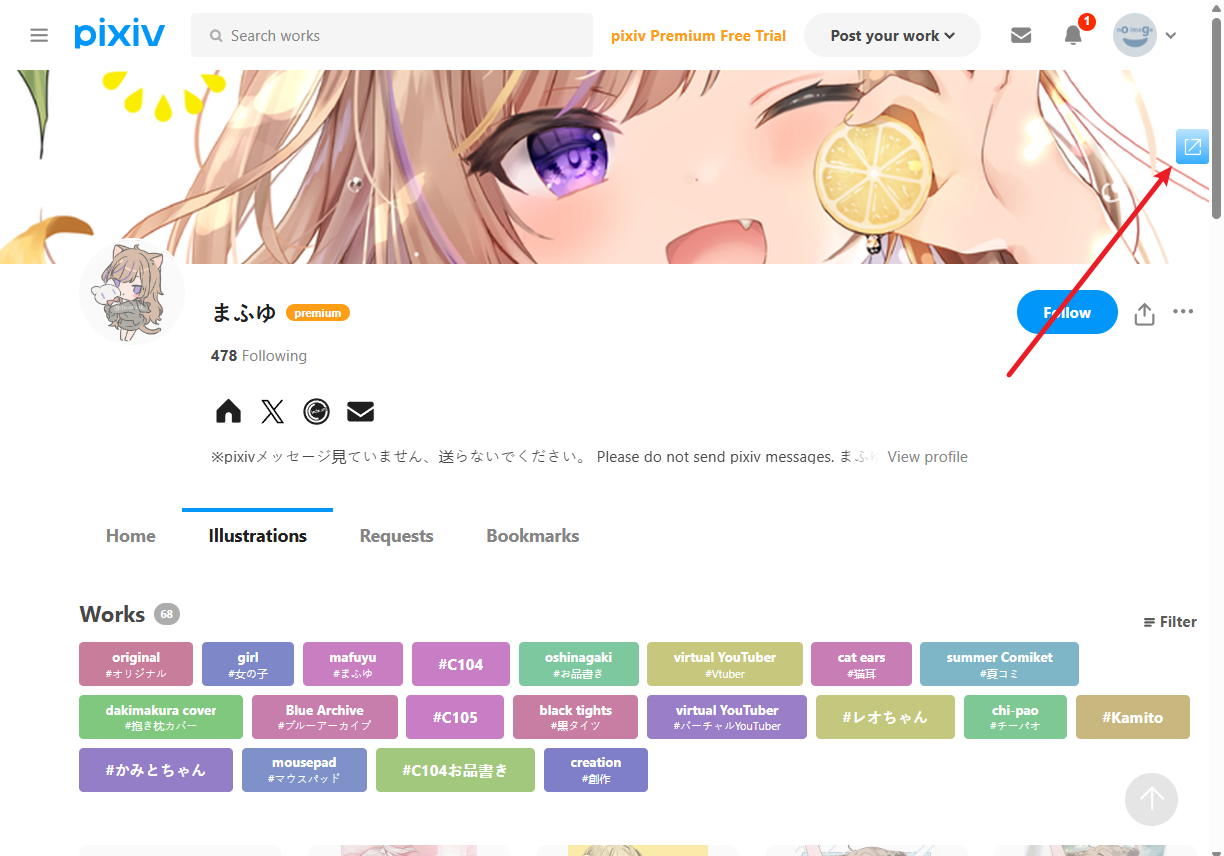 pixiv
Search works
pixiv Premium Free Trial
Post your work
1
no image
まふゆ
premium
478 Following
Follow
※pixivメッセージ見ていません、送らないでください。 Please do not send pixiv messages. まふゆ
View profile
Home
Illustrations
Requests
Bookmarks
Works 68
Filter
original
#オリジナル
girl
#女の子
mafuyu
#まふゆ
#C104
oshinagaki
#お品書き
virtual YouTuber
#Vtuber
cat ears
#猫耳
summer Comiket
#夏コミ
dakimakura cover
#抱き枕カバー
Blue Archive
#ブルーアーカイブ
#C105
black tights
#黒タイツ
virtual YouTuber
#バーチャルYouTuber
#レオちゃん
chi-pao
#チーパオ
#Kamito
#かみとちゃん
mousepad
#マウスパッド
#C104お品書き
creation
#創作